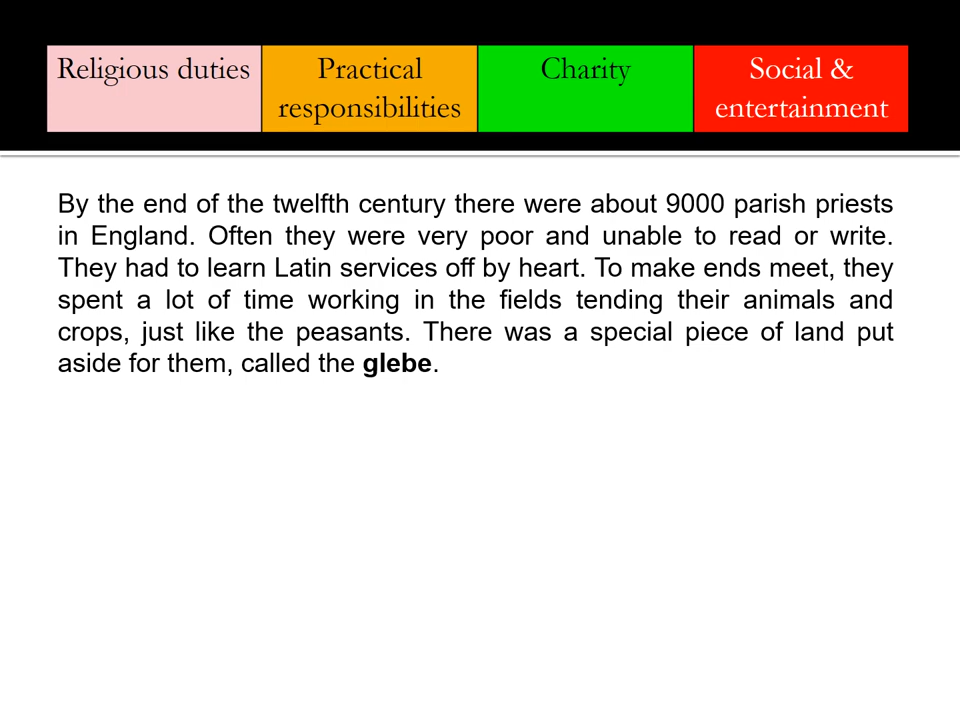 Religious duties
Practical
responsibilities
Charity
Social &
entertainment
By the end of the twelfth century there were about 9000 parish priests
in England. Often they were very poor and unable to read or write.
They had to learn Latin services off by heart. To make ends meet, they
spent a lot of time working in the fields tending their animals and
crops, just like the peasants. There was a special piece of land put
aside for them, called the glebe.